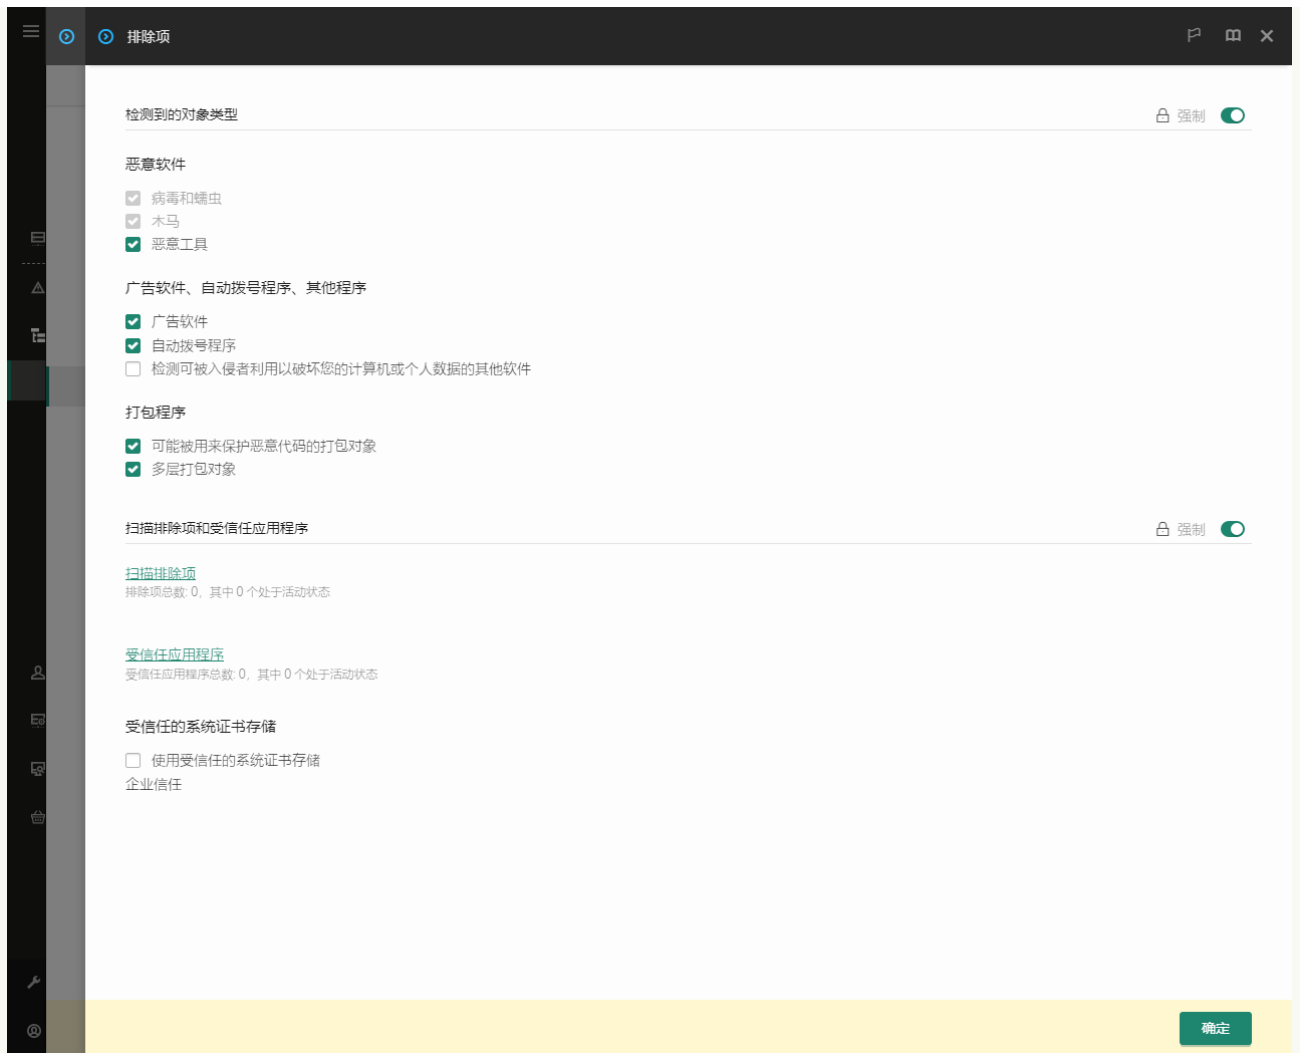 排除项
检测到的对象类型
强制
恶意软件
病毒和蠕虫
木马
恶意工具
广告软件、自动拨号程序、其他程序
广告软件
自动拨号程序
检测可被入侵者利用以破坏您的计算机或个人数据的其他软件
打包程序
可能被用来保护恶意代码的打包对象
多层打包对象
扫描排除项和受信任应用程序
强制
扫描排除项
排除项总数: 0，其中 0 个处于活动状态
受信任应用程序
受信任应用程序总数: 0，其中 0 个处于活动状态
受信任的系统证书存储
使用受信任的系统证书存储
企业信任
确定